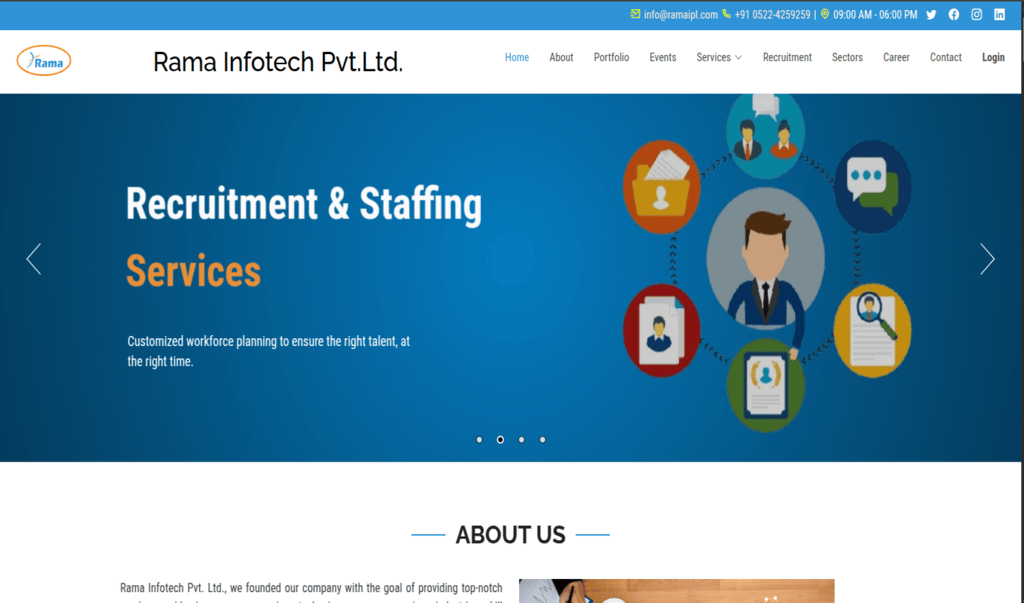 info@ramaipl.com +91 0522-4259259 | 09:00 AM - 06:00 PM
Rama
Rama Infotech Pvt.Ltd.
Home About Portfolio Events Services Recruitment Sectors Career Contact Login
Recruitment & Staffing
Services
Customized workforce planning to ensure the right talent, at
the right time.
ABOUT US
Rama Infotech Pvt. Ltd., we founded our company with the goal of providing top-notch